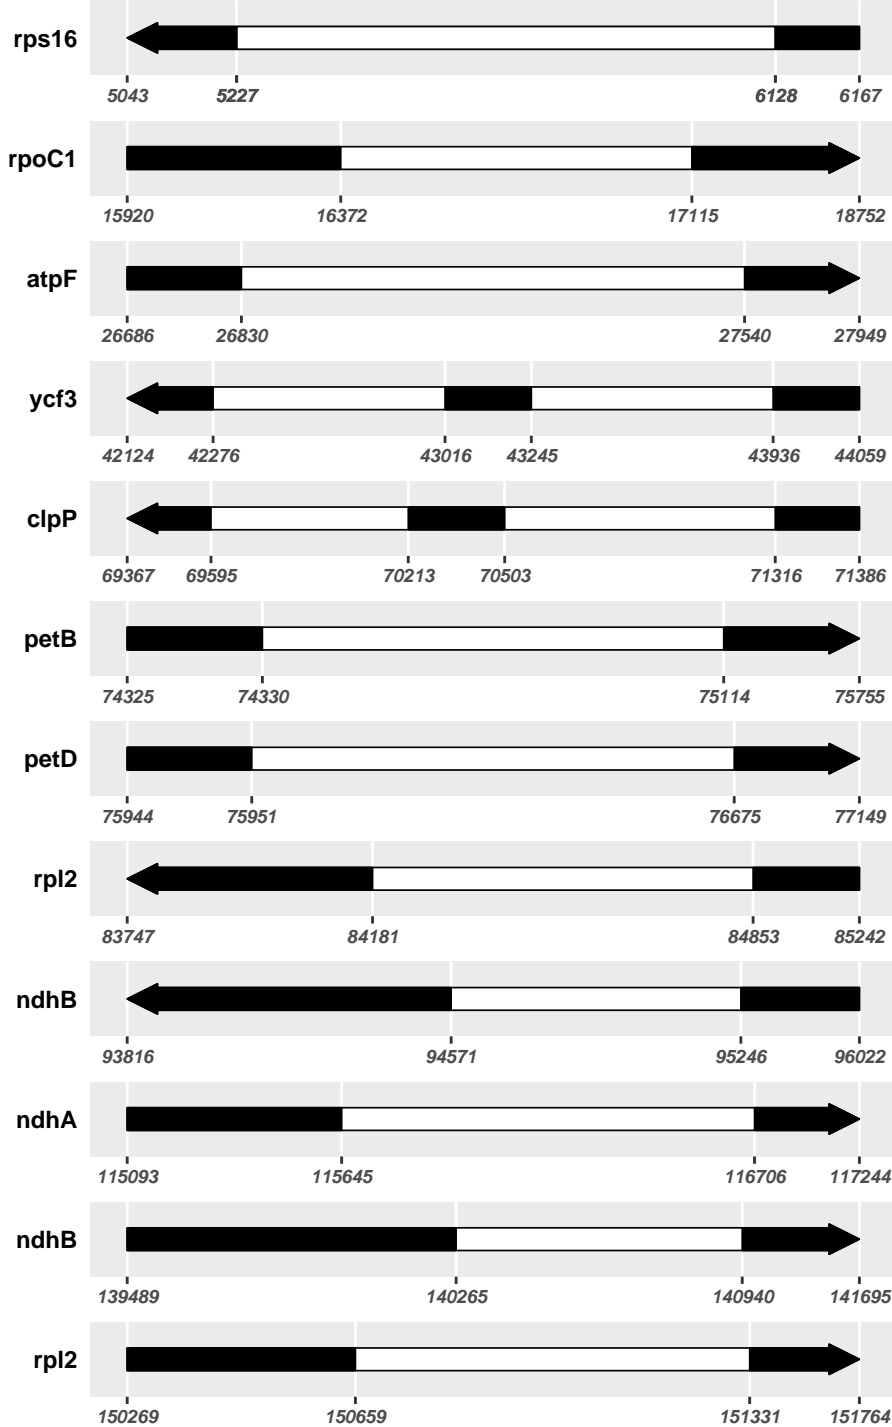 rps16
5043 5227 6128 6167
rpoC1
15920 16372 17115 18752
atpF
26686 26830 27540 27949
ycf3
42124 42276 43016 43245 43936 44059
clpP
69367 69595 70213 70503 71316 71386
petB
74325 74330 75114 75755
petD
75944 75951 76675 77149
rpl2
83747 84181 84853 85242
ndhB
93816 94571 95246 96022
ndhA
115093 115645 116706 117244
ndhB
139489 140265 140940 141695
rpl2
150269 150659 151331 151764